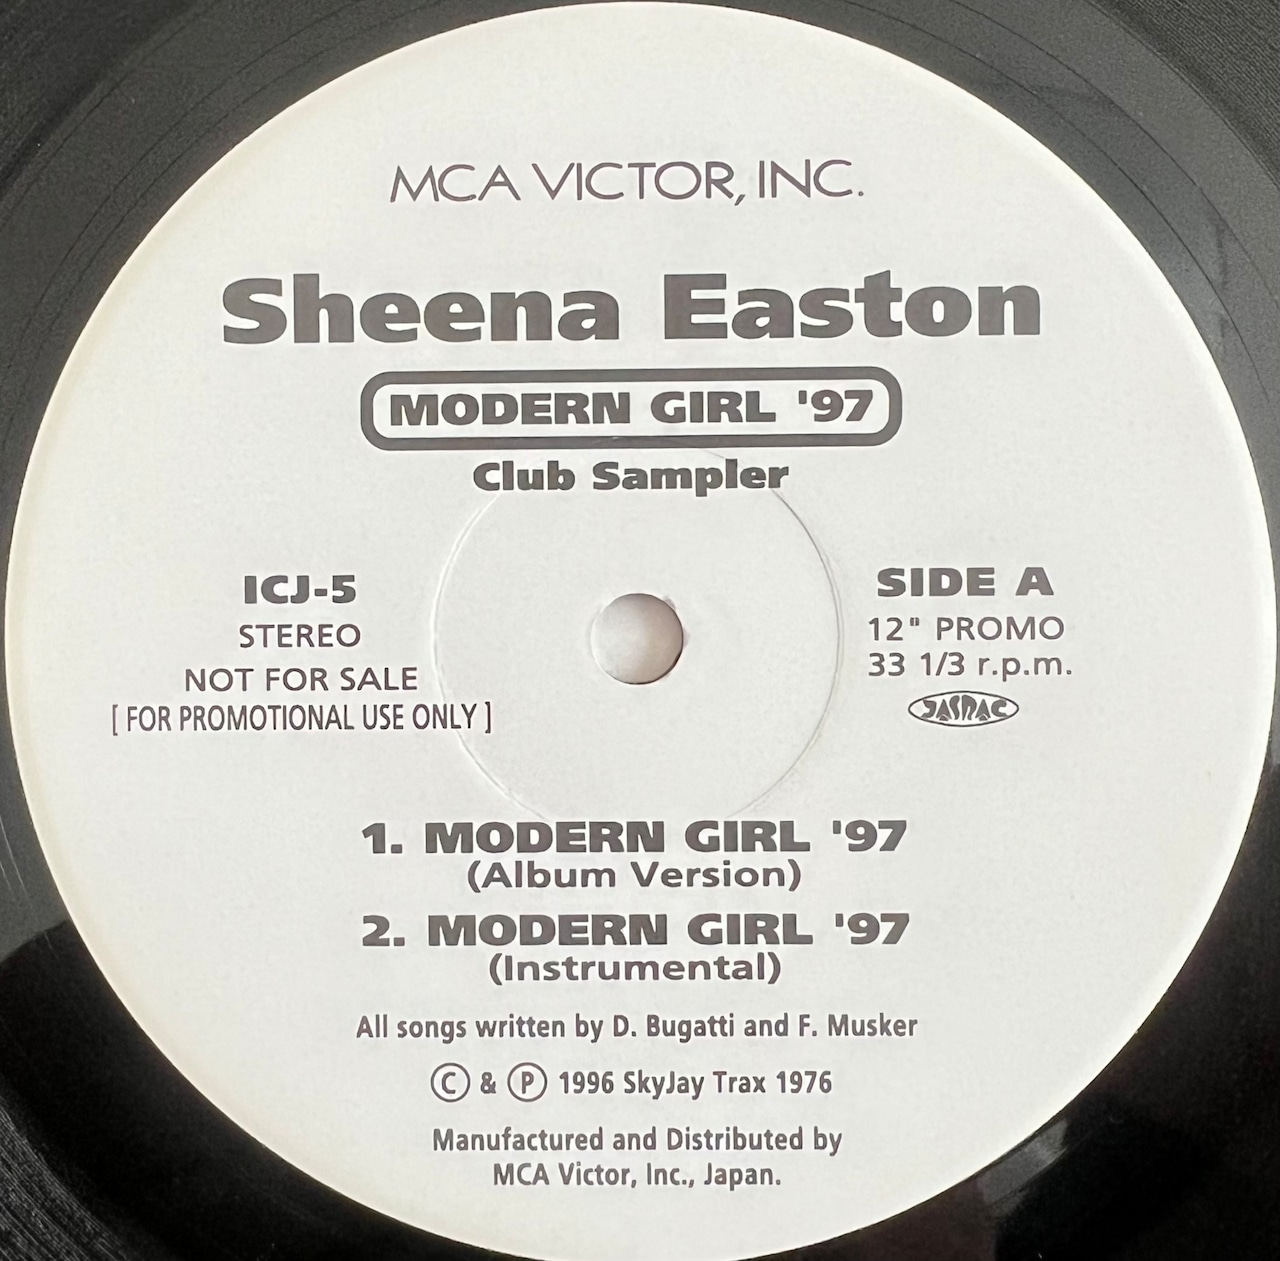 MCA VICTOR, INC.
Sheena Easton
MODERN GIRL '97
Club Sampler
ICJ-5
STEREO
NOT FOR SALE
[ FOR PROMOTIONAL USE ONLY ]
SIDE A
12" PROMO
33 1/3 r.p.m.
JASRAC
1. MODERN GIRL '97
(Album Version)
2. MODERN GIRL '97
(Instrumental)
All songs written by D. Bugatti and F. Musker
Ⓒ & Ⓟ 1996 SkyJay Trax 1976
Manufactured and Distributed by
MCA Victor, Inc., Japan.